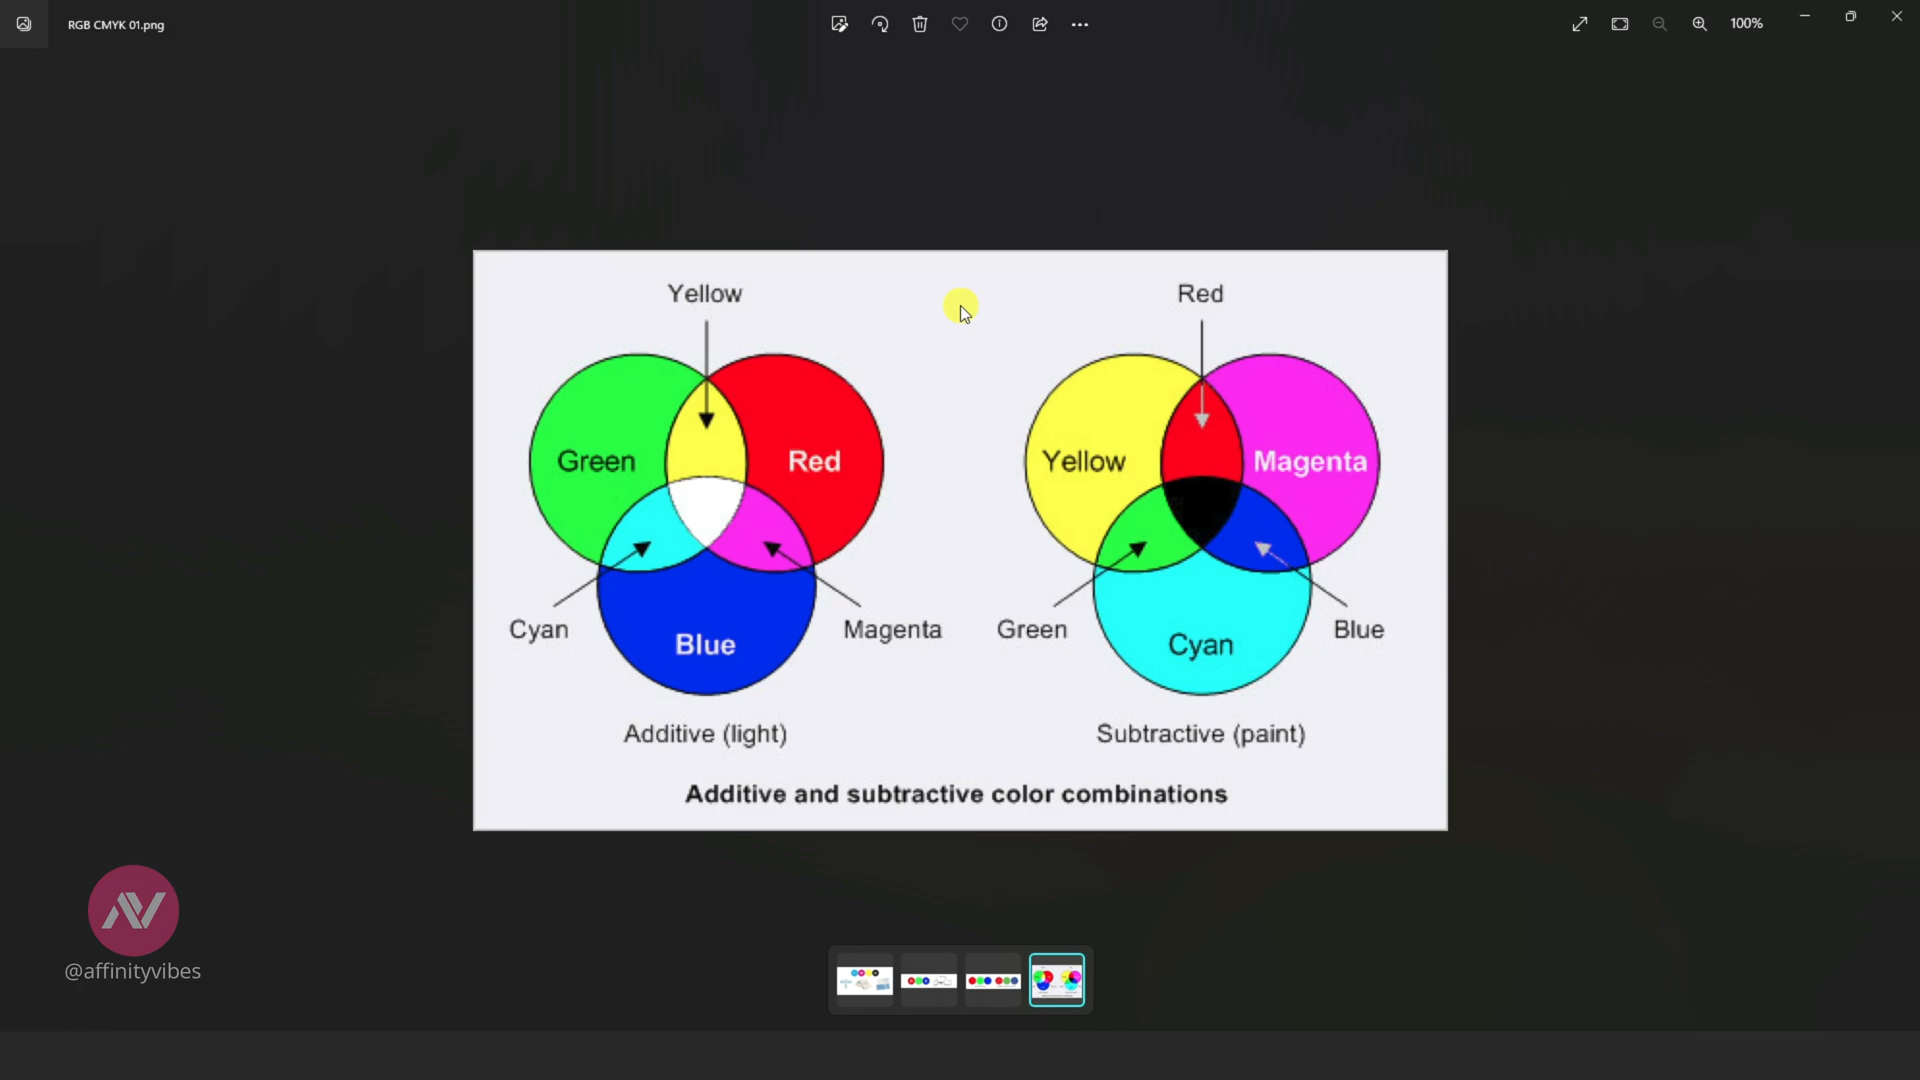 RGB CMYK 01.png
100%
Yellow
Red
Green
Red
Yellow
Magenta
Cyan
Magenta
Green
Blue
Blue
Cyan
Additive (light)
Subtractive (paint)
Additive and subtractive color combinations
AV
@affinityvibes